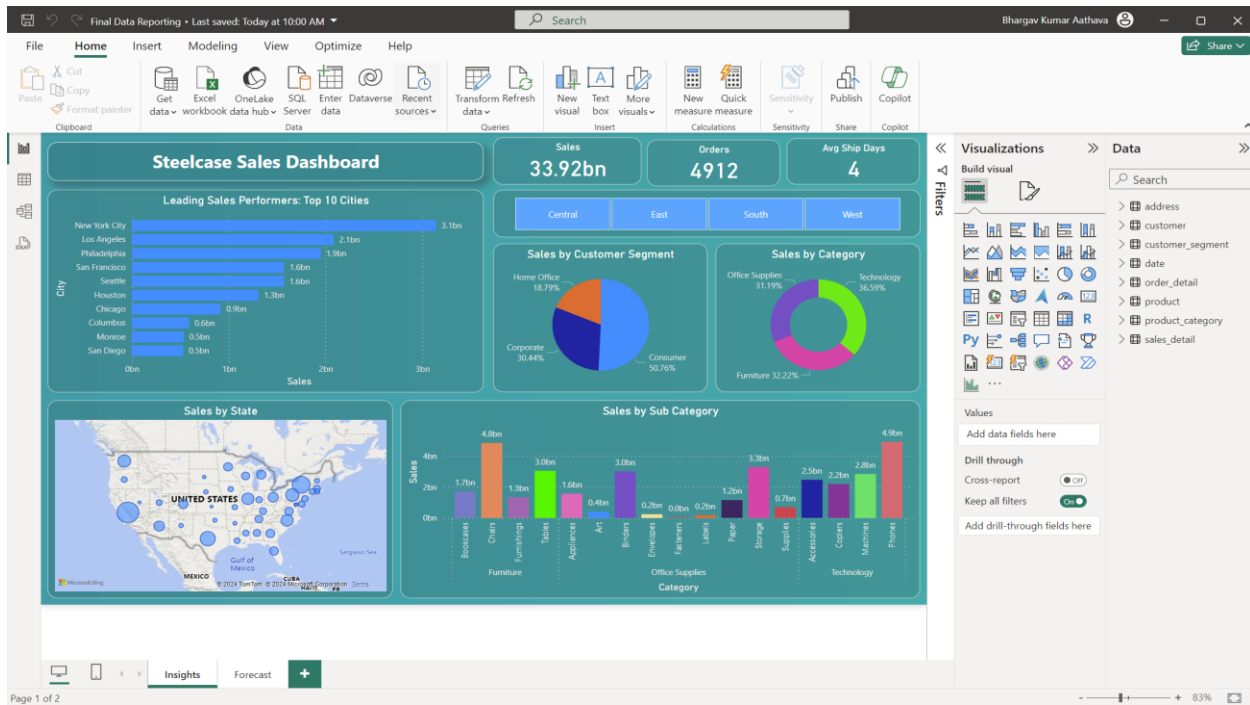 Final Data Reporting • Last saved: Today at 10:00 AM
Search
Bhargav Kumar Aathava
File Home Insert Modeling View Optimize Help
Share
Paste
Cut
Copy
Format painter
Clipboard
Get data
Excel workbook
OneLake data hub
SQL Server
Enter data
Dataverse
Recent sources
Data
Transform data
Refresh
Queries
New visual
Text box
More visuals
Insert
New measure
Quick measure
Calculations
Sensitivity
Sensitivity
Publish
Share
Copilot
Copilot
Steelcase Sales Dashboard
Sales
33.92bn
Orders
4912
Avg Ship Days
4
Leading Sales Performers: Top 10 Cities
City
New York City 3.1bn
Los Angeles 2.1bn
Philadelphia 1.9bn
San Francisco 1.6bn
Seattle 1.6bn
Houston 1.3bn
Chicago 0.9bn
Columbus 0.6bn
Monroe 0.5bn
San Diego 0.5bn
0bn 1bn 2bn 3bn
Sales
Central East South West
Sales by Customer Segment
Home Office
18.79%
Corporate
30.44%
Consumer
50.76%
Sales by Category
Office Supplies
31.19%
Technology
36.59%
Furniture 32.22%
Sales by State
UNITED STATES
MEXICO
Gulf of
Mexico
Sargasso Sea
CUBA
HAITI
PR
Microsoft Bing
© 2024 TomTom, © 2024 Microsoft Corporation Terms
Sales by Sub Category
Sales
4bn
2bn
0bn
1.7bn 4.8bn 1.3bn 3.0bn 1.6bn 0.4bn 3.0bn 0.2bn 0.0bn 0.2bn 1.2bn 3.3bn 0.7bn 2.5bn 2.2bn 2.8bn 4.9bn
Bookcases Chairs Furnishings Tables Appliances Art Binders Envelopes Fasteners Labels Paper Storage Supplies Accessories Copiers Machines Phones
Furniture Office Supplies Technology
Category
Filters
Visualizations
Build visual
123
R
Py
Values
Add data fields here
Drill through
Cross-report Off
Keep all filters On
Add drill-through fields here
Data
Search
address
customer
customer_segment
date
order_detail
product
product_category
sales_detail
Insights Forecast +
Page 1 of 2
- + 83%